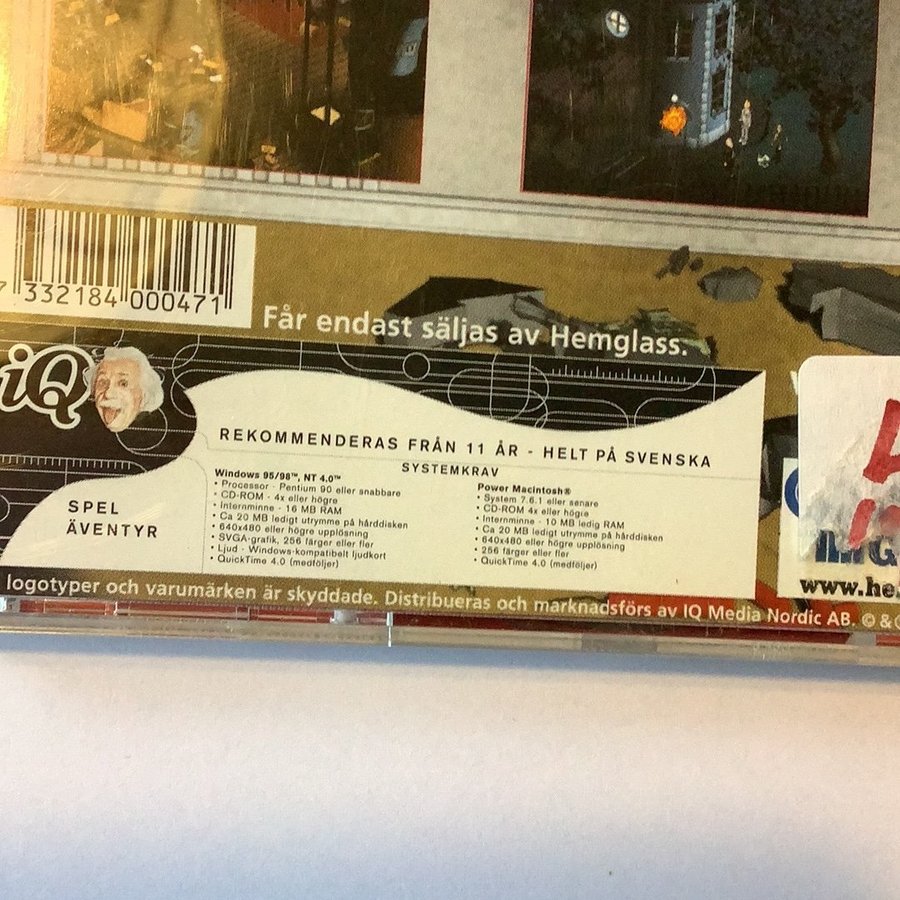 7 332184 000471
Får endast säljas av Hemglass.
iQ
REKOMMENDERAS FRÅN 11 ÅR - HELT PÅ SVENSKA
SYSTEMKRAV
SPEL
ÄVENTYR
Windows 95/98™, NT 4.0™
• Processor - Pentium 90 eller snabbare
• CD-ROM - 4x eller högre
• Internminne - 16 MB RAM
• Ca 20 MB ledigt utrymme på hårddisken
• 640x480 eller högre upplösning
• SVGA-grafik, 256 färger eller fler
• Ljud - Windows-kompatibelt ljudkort
• QuickTime 4.0 (medföljer)
Power Macintosh®
• System 7.6.1 eller senare
• CD-ROM 4x eller högre
• Internminne - 10 MB ledig RAM
• Ca 20 MB ledigt utrymme på hårddisken
• 640x480 eller högre upplösning
• 256 färger eller fler
• QuickTime 4.0 (medföljer)
www.he
logotyper och varumärken är skyddade. Distribueras och marknadsförs av IQ Media Nordic AB. © &